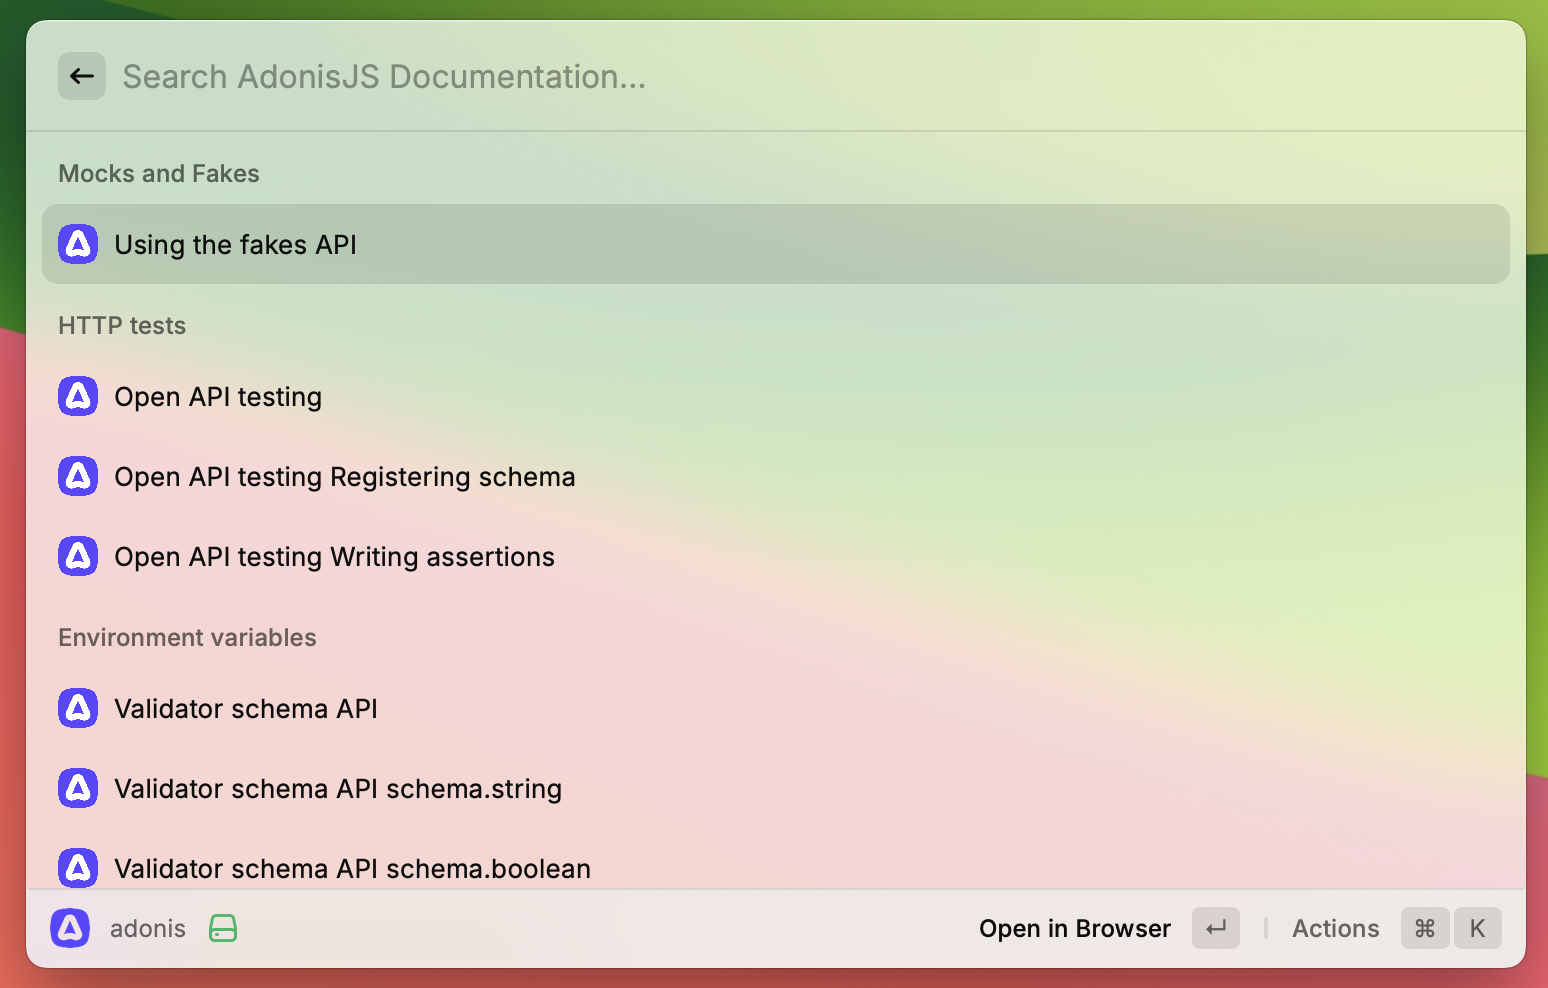 Search AdonisJS Documentation...
Mocks and Fakes
Using the fakes API
HTTP tests
Open API testing
Open API testing Registering schema
Open API testing Writing assertions
Environment variables
Validator schema API
Validator schema API schema.string
Validator schema API schema.boolean
adonis
Open in Browser
Actions ⌘ K